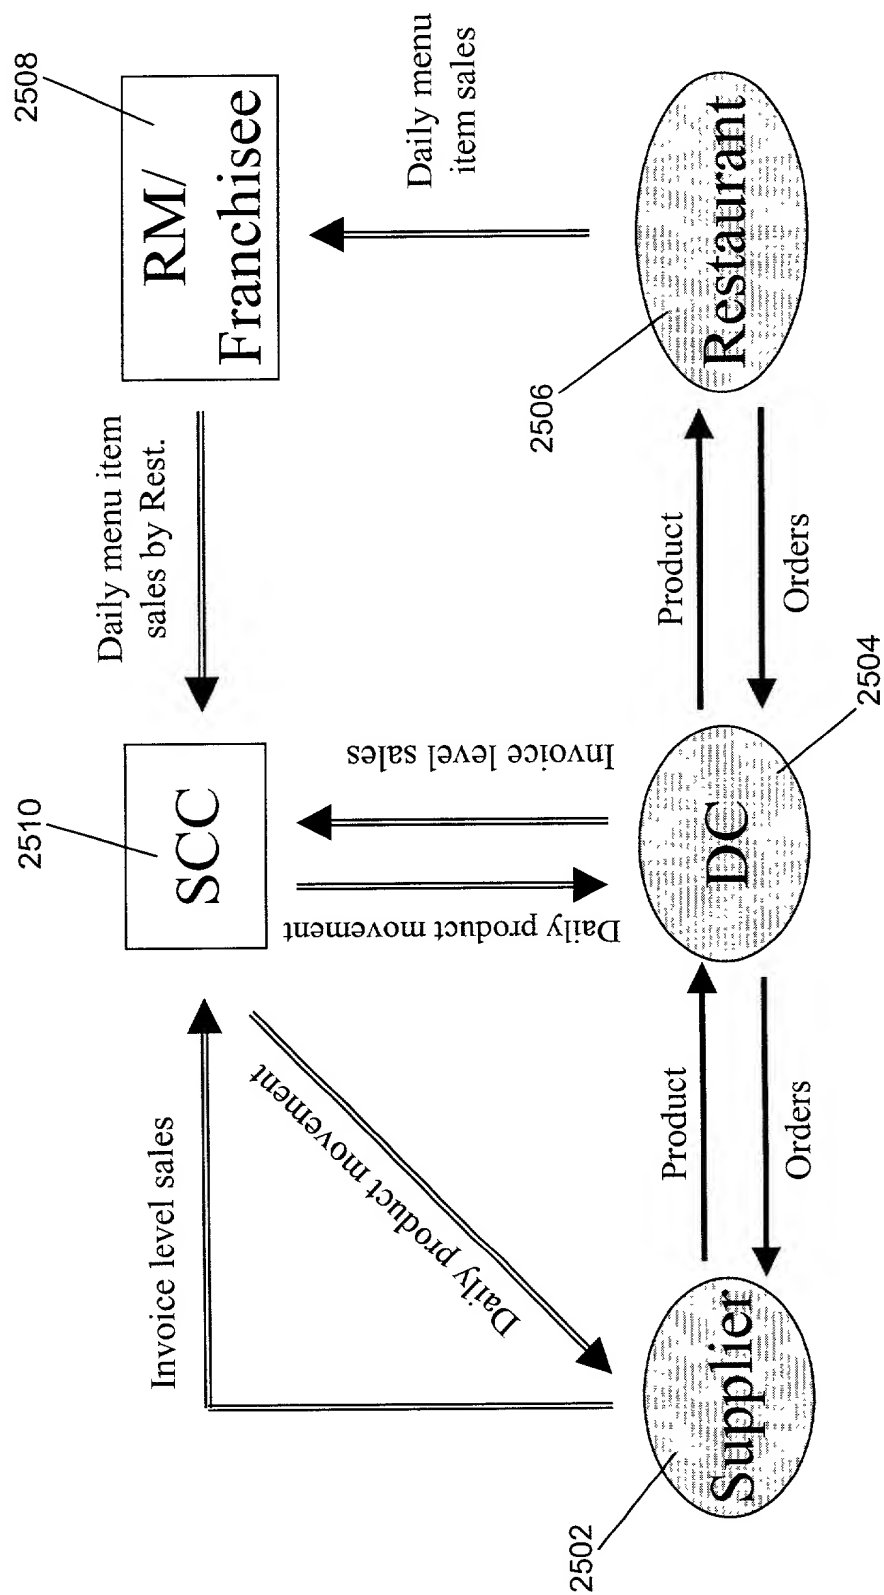 2510
2508
SCC
RM/
Franchisee
Invoice level sales
Daily menu item
sales by Rest.
Daily product movement
Daily product movement
Invoice level sales
Daily menu
item sales
2502
2506
Supplier
DC
Restaurant
Product
Product
Orders
Orders
2504